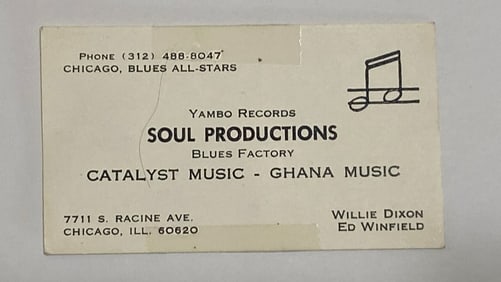 PHONE (312) 488-8047
CHICAGO, BLUES ALL-STARS
YAMBO RECORDS
SOUL PRODUCTIONS
BLUES FACTORY
CATALYST MUSIC - GHANA MUSIC
7711 S. RACINE AVE.
CHICAGO, ILL. 60620
WILLIE DIXON
ED WINFIELD